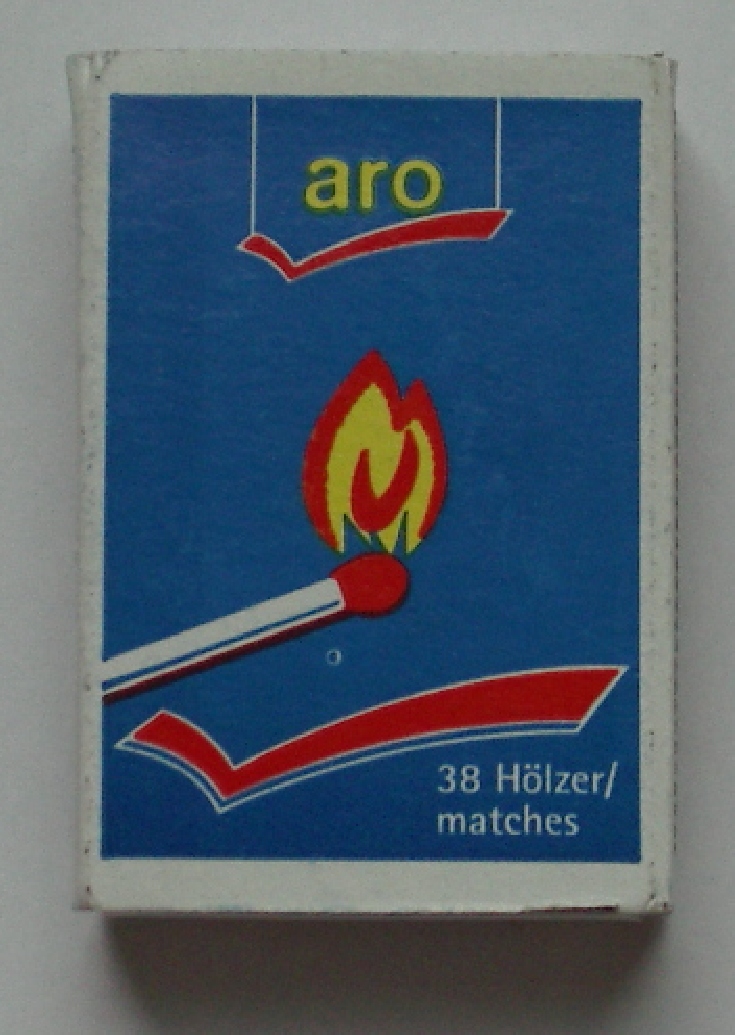 aro
38 Hölzer/
matches